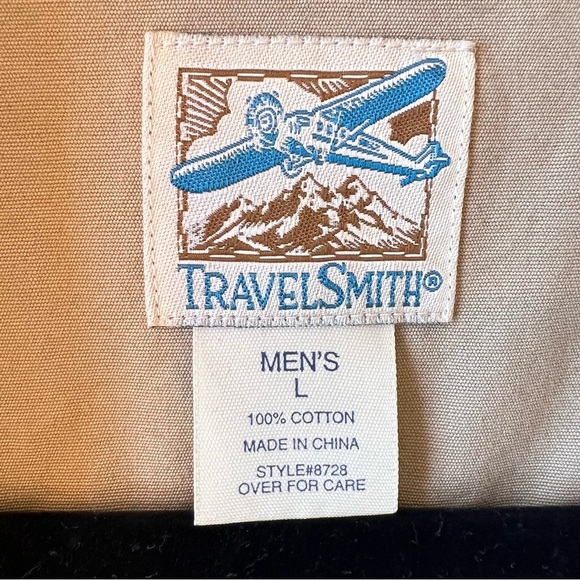 TRAVELSMITH®
MEN'S
L
100% COTTON
MADE IN CHINA
STYLE#8728
OVER FOR CARE